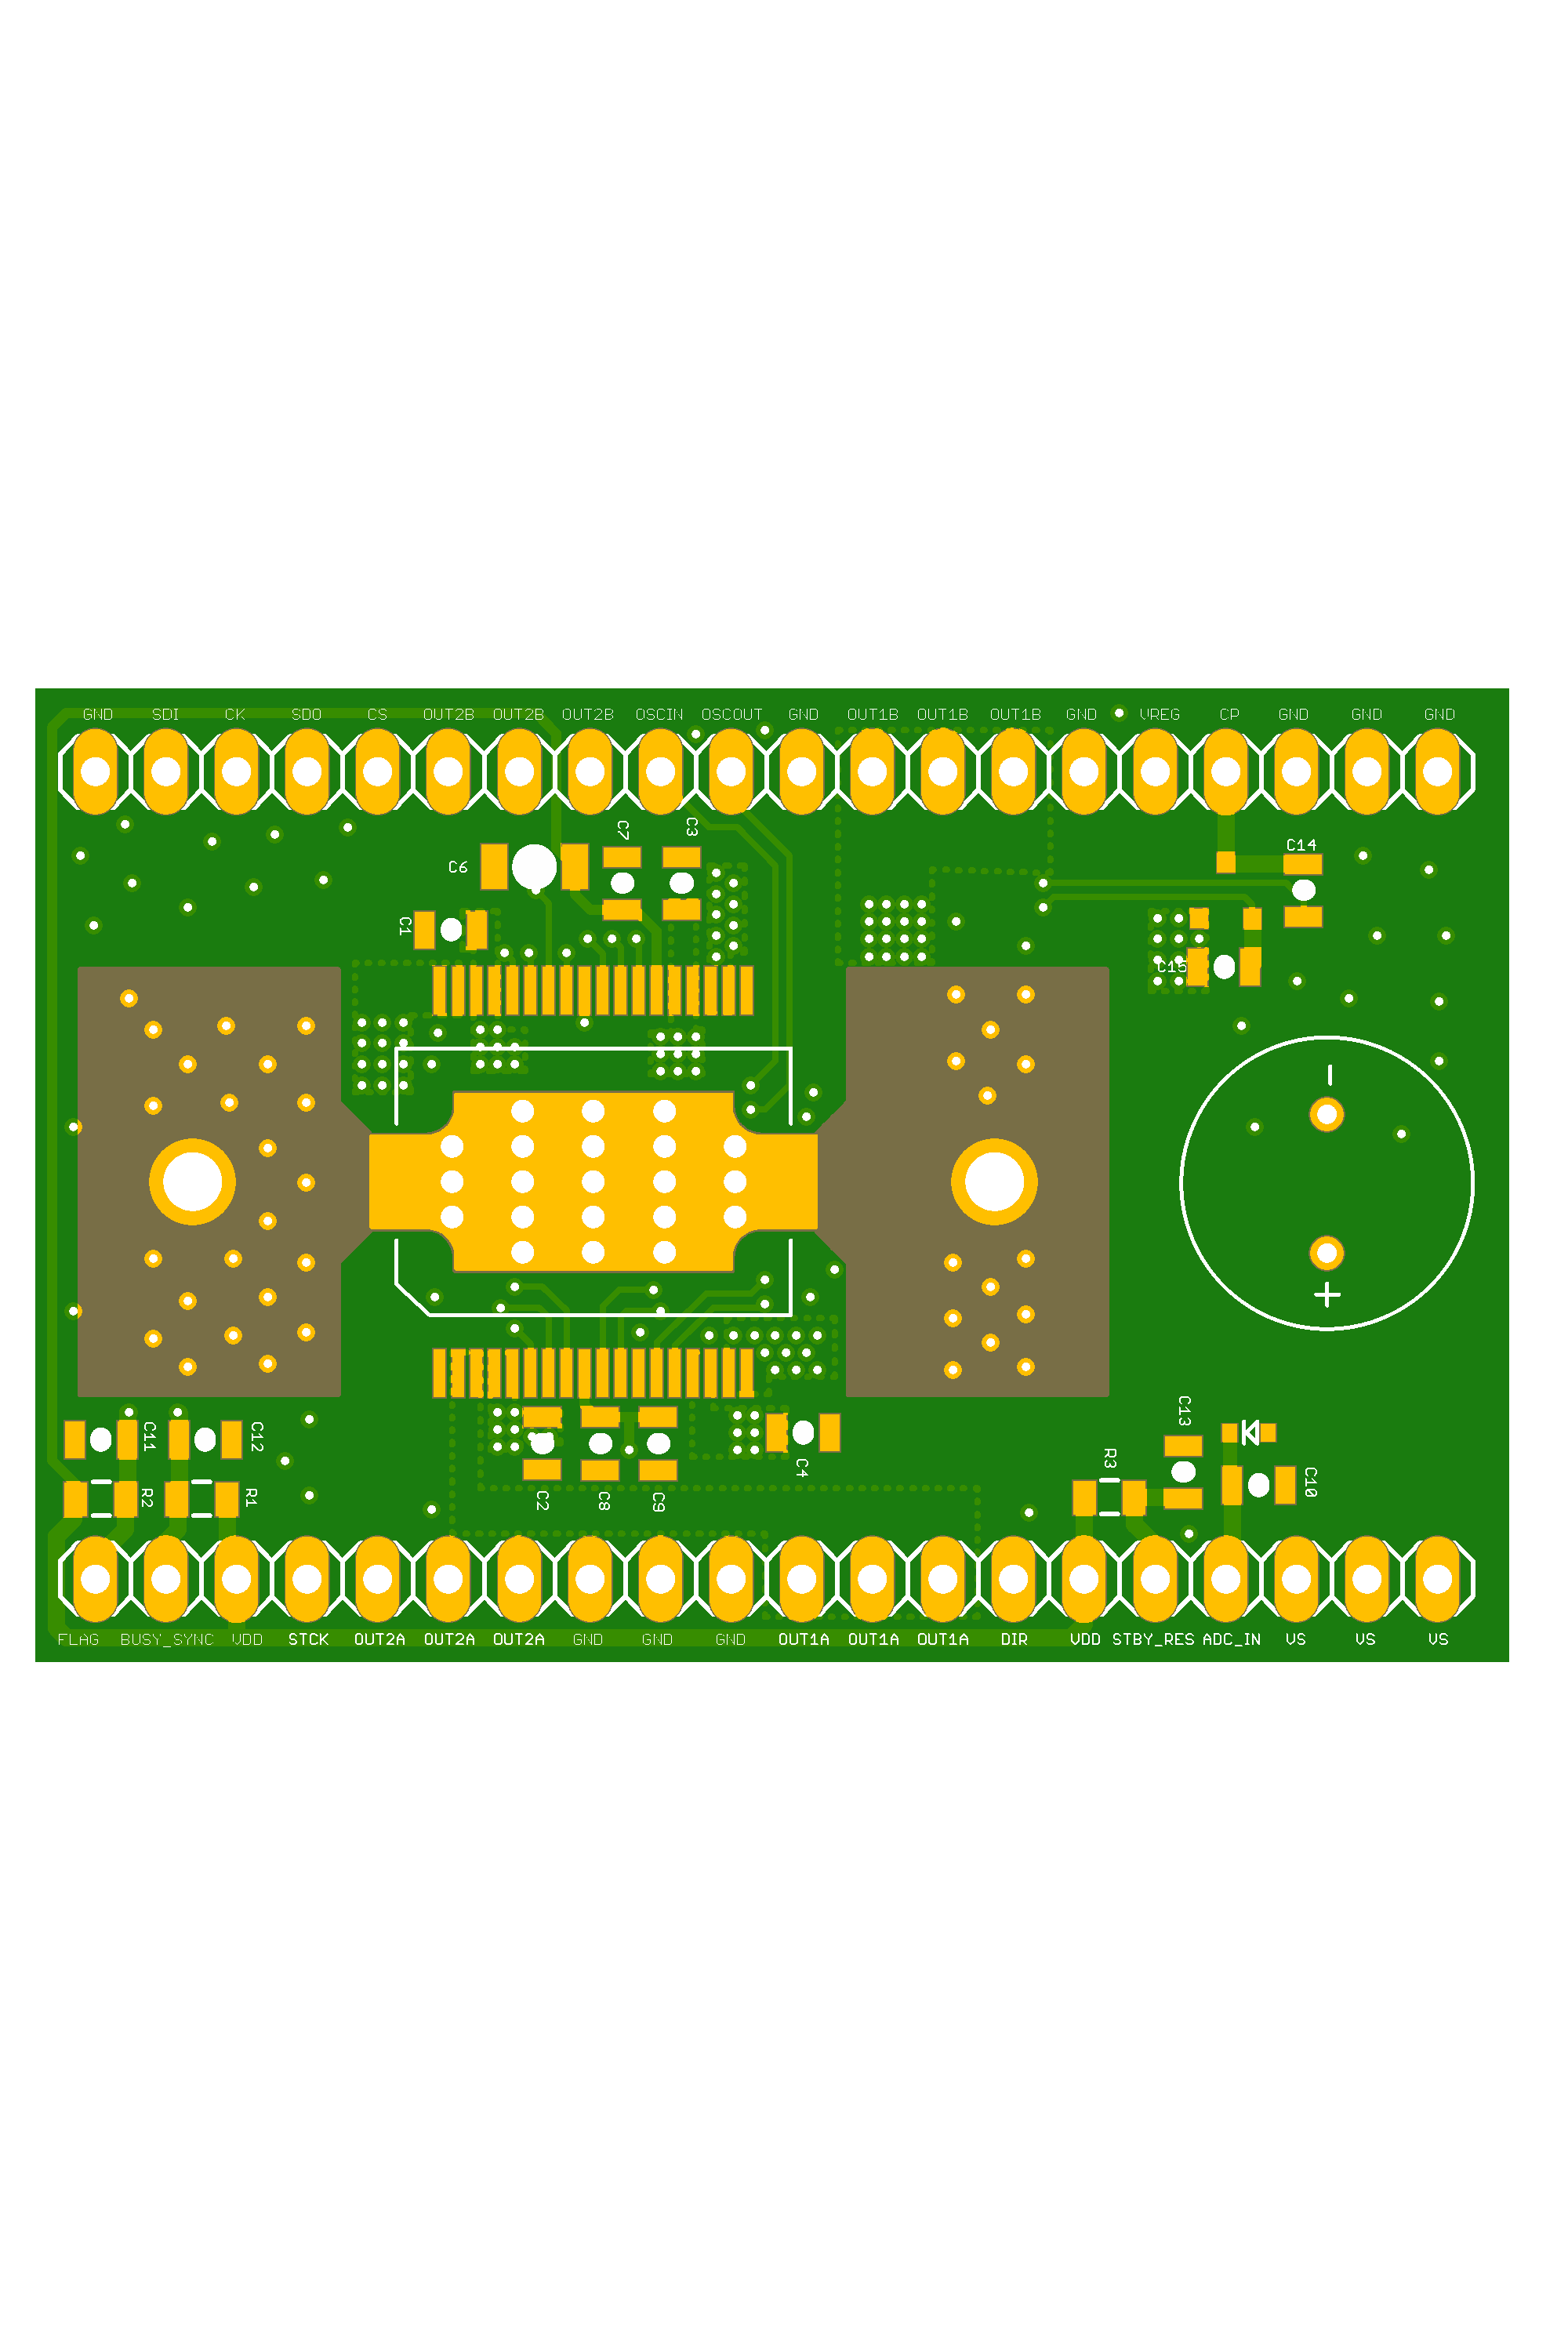 GND SDI CK SDO CS OUT2B OUT2B OUT2B OSCIN OSCOUT GND OUT1B OUT1B OUT1B GND VREG CP GND GND GND
C7 C3
C14
C6
C1
C15
-
+
C13
C11 C12
R3
C4
C10
R2 R1
C2 C8 C9
FLAG BUSY_SYNC VDD STCK OUT2A OUT2A OUT2A GND GND GND OUT1A OUT1A OUT1A DIR VDD STBY_RES ADC_IN VS VS VS